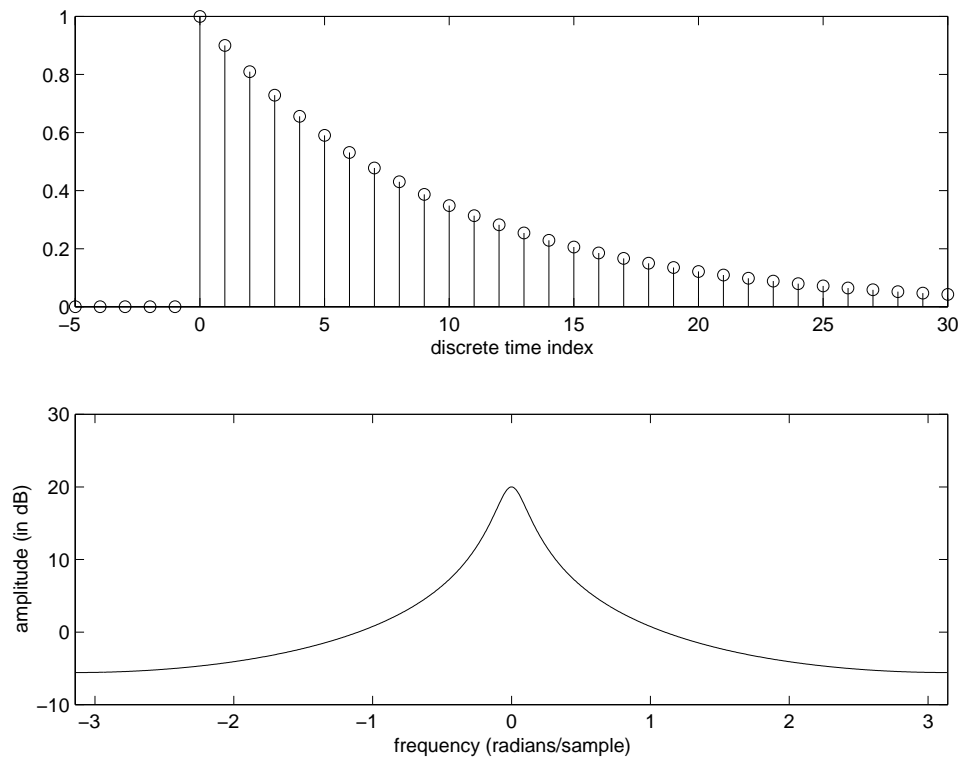 1
0.8
0.6
0.4
0.2
0
−5 0 5 10 15 20 25 30
discrete time index
30
20
10
0
−10
amplitude (in dB)
−3 −2 −1 0 1 2 3
frequency (radians/sample)